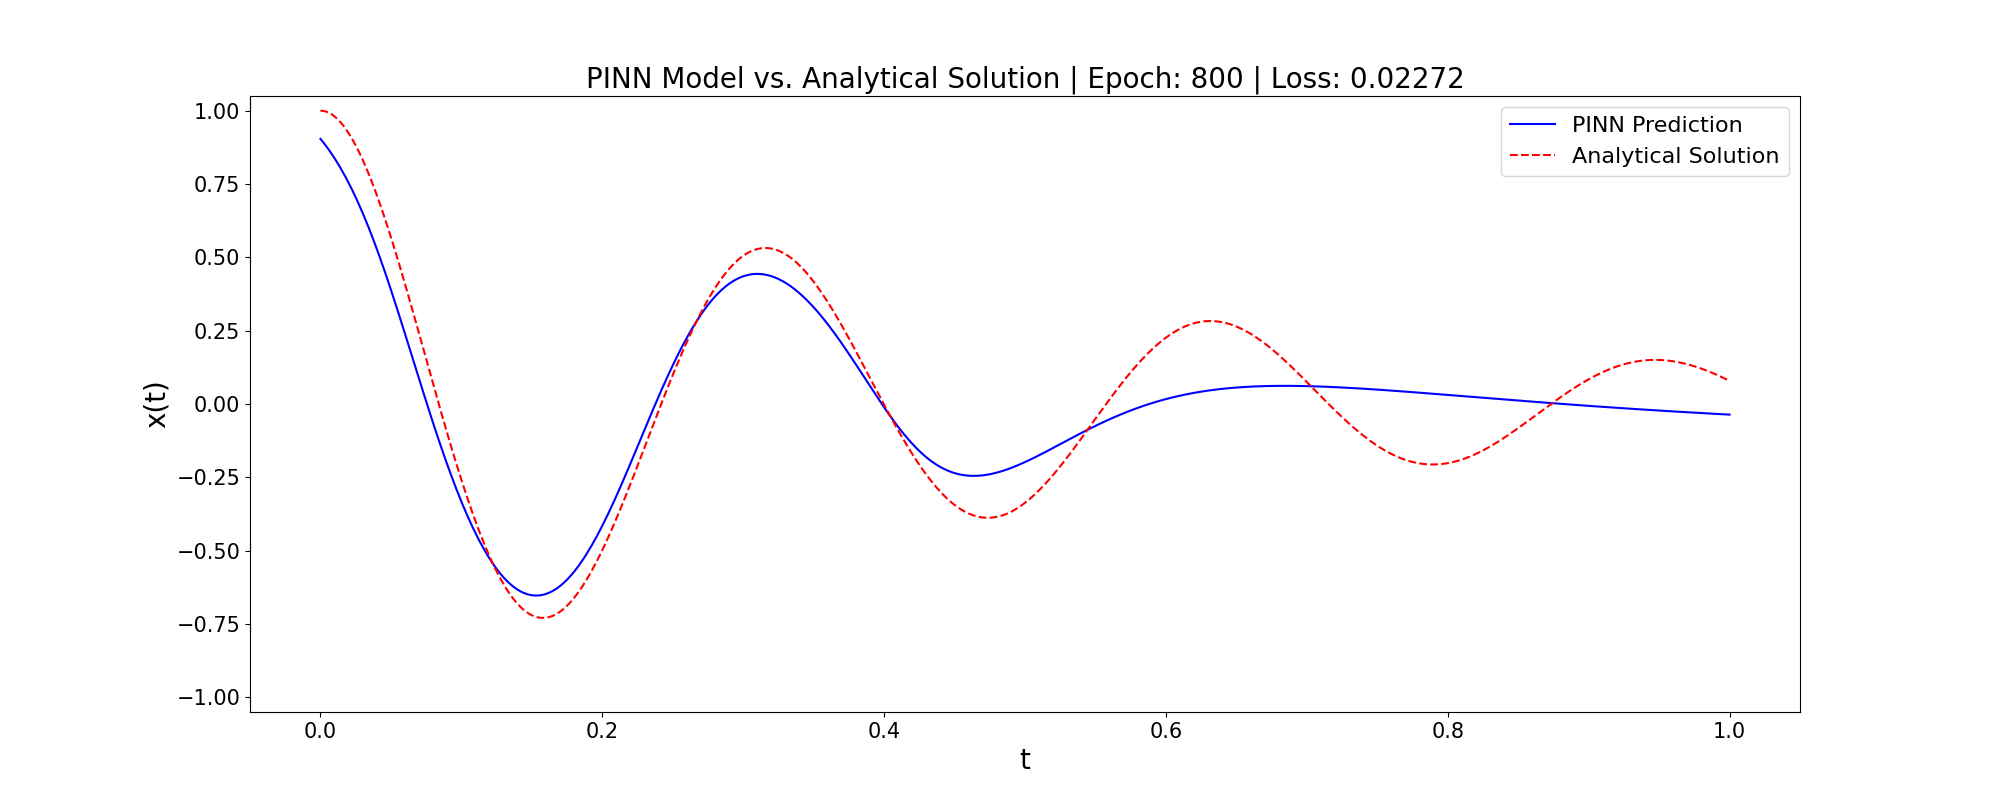 PINN Model vs. Analytical Solution | Epoch: 800 | Loss: 0.02272
PINN Prediction
Analytical Solution
1.00
0.75
0.50
0.25
0.00
−0.25
−0.50
−0.75
−1.00
x(t)
0.0 0.2 0.4 0.6 0.8 1.0
t